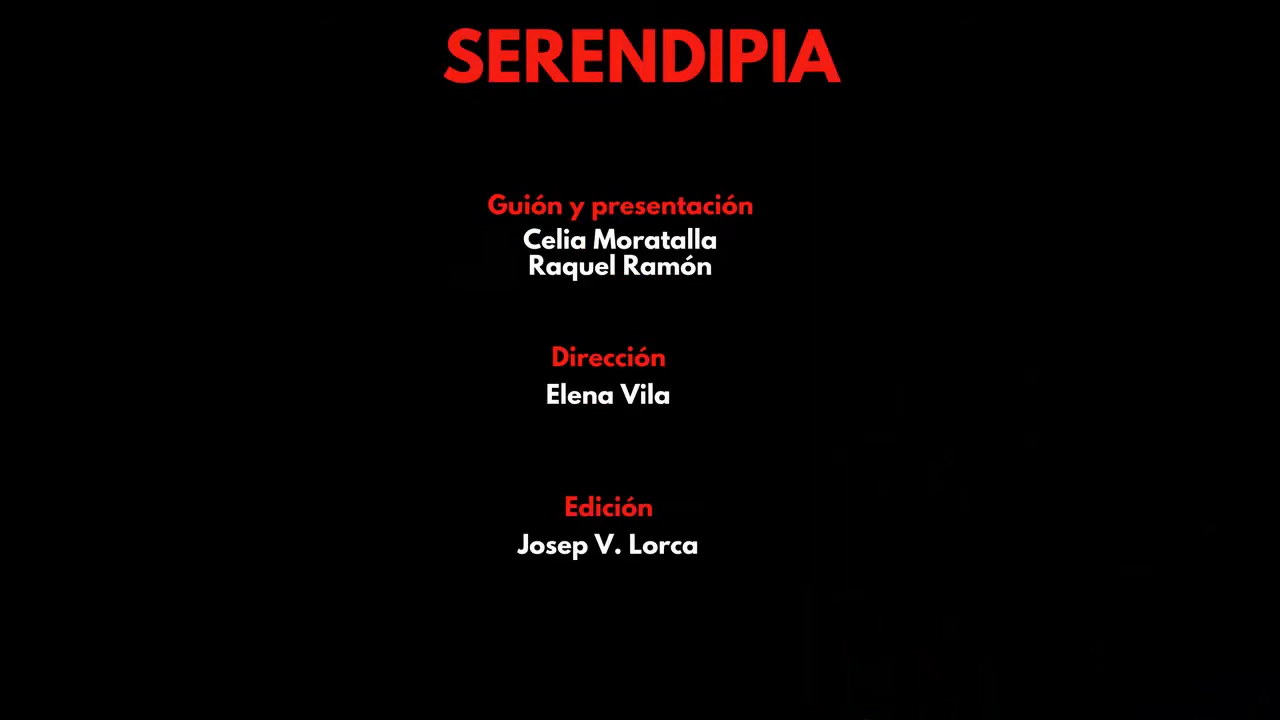 SERENDIPIA
Guión y presentación
Celia Moratalla
Raquel Ramón
Dirección
Elena Vila
Edición
Josep V. Lorca